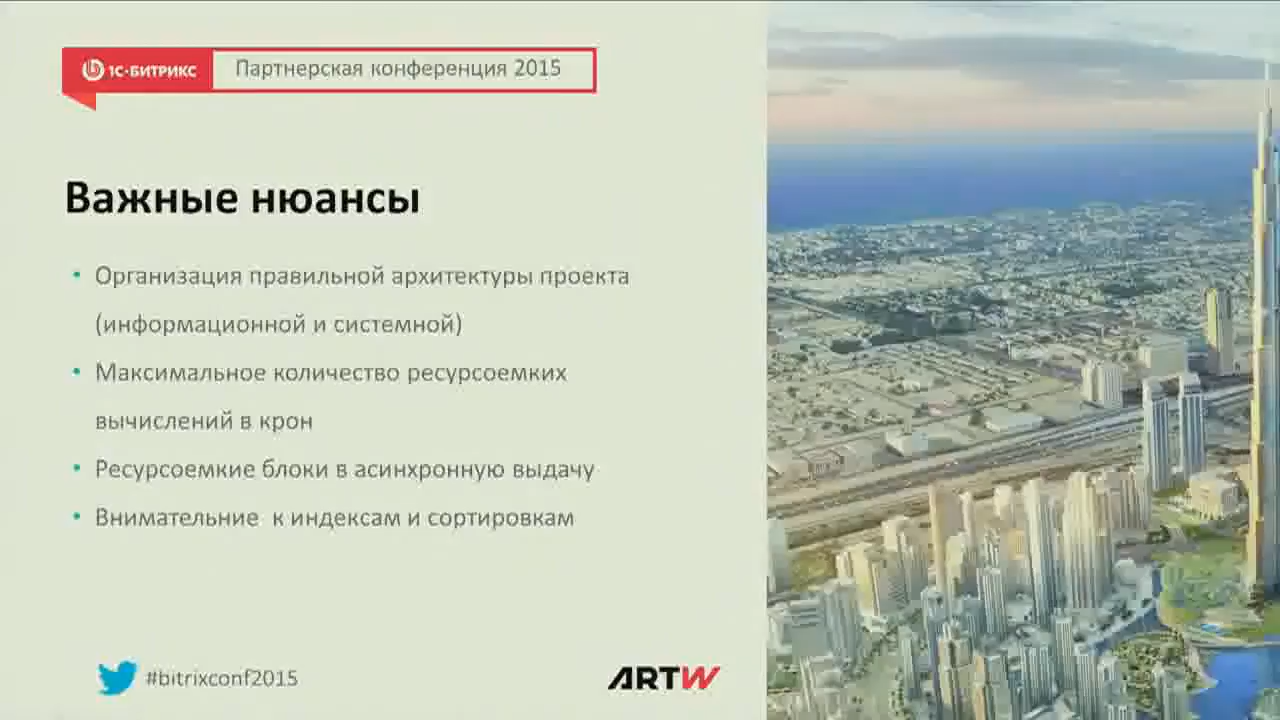 1С-БИТРИКС Партнерская конференция 2015
Важные нюансы
• Организация правильной архитектуры проекта
(информационной и системной)
• Максимальное количество ресурсоемких
вычислений в крон
• Ресурсоемкие блоки в асинхронную выдачу
• Внимательние к индексам и сортировкам
#bitrixconf2015
ARTW